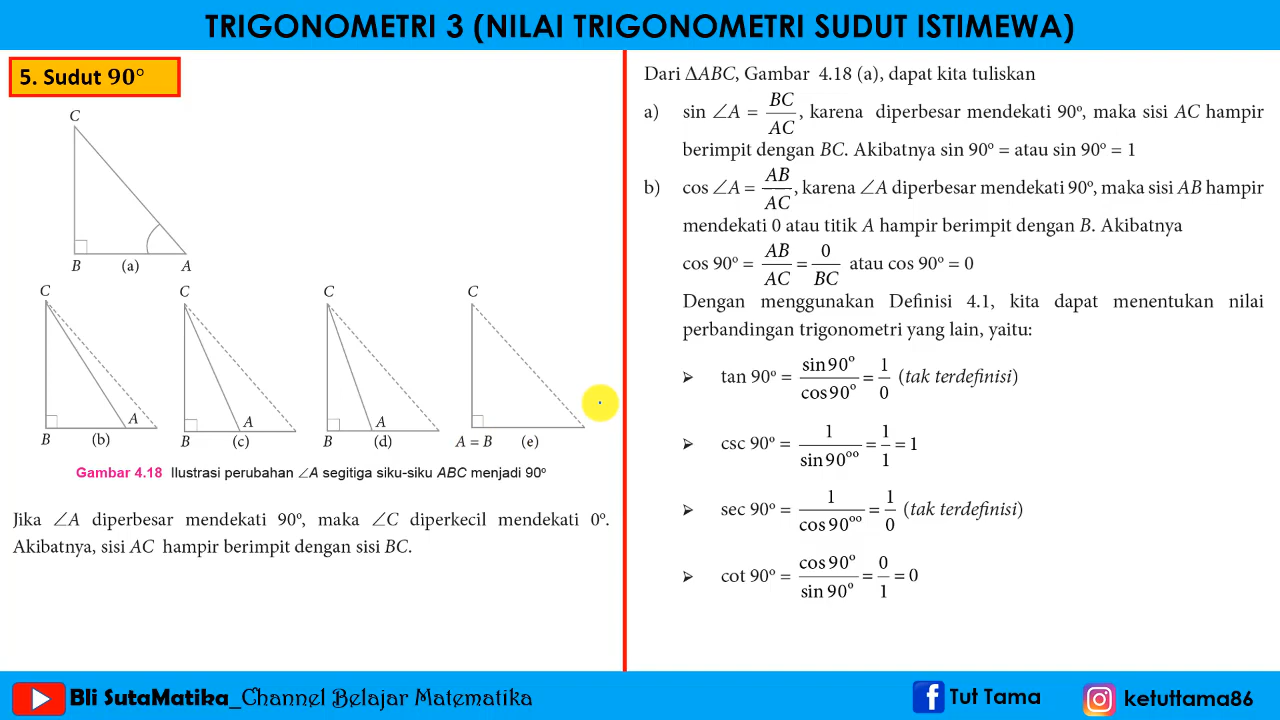 TRIGONOMETRI 3 (NILAI TRIGONOMETRI SUDUT ISTIMEWA)
5. Sudut 90°
C
B (a) A
C C C C
A A A
B (b) B (c) B (d) A = B (e)
Gambar 4.18 Ilustrasi perubahan ∠A segitiga siku-siku ABC menjadi 90º
Jika ∠A diperbesar mendekati 90º, maka ∠C diperkecil mendekati 0º.
Akibatnya, sisi AC hampir berimpit dengan sisi BC.
Dari ΔABC, Gambar 4.18 (a), dapat kita tuliskan
a) sin ∠A = BC/AC, karena diperbesar mendekati 90º, maka sisi AC hampir
berimpit dengan BC. Akibatnya sin 90º = atau sin 90º = 1
b) cos ∠A = AB/AC, karena ∠A diperbesar mendekati 90º, maka sisi AB hampir
mendekati 0 atau titik A hampir berimpit dengan B. Akibatnya
cos 90º = AB/AC = 0/BC atau cos 90º = 0
Dengan menggunakan Definisi 4.1, kita dapat menentukan nilai
perbandingan trigonometri yang lain, yaitu:
➢ tan 90º = sin 90º/cos 90º = 1/0 (tak terdefinisi)
➢ csc 90º = 1/sin 90ºº = 1/1 = 1
➢ sec 90º = 1/cos 90ºº = 1/0 (tak terdefinisi)
➢ cot 90º = cos 90º/sin 90º = 0/1 = 0
Bli SutaMatika_Channel Belajar Matematika
Tut Tama
ketuttama86